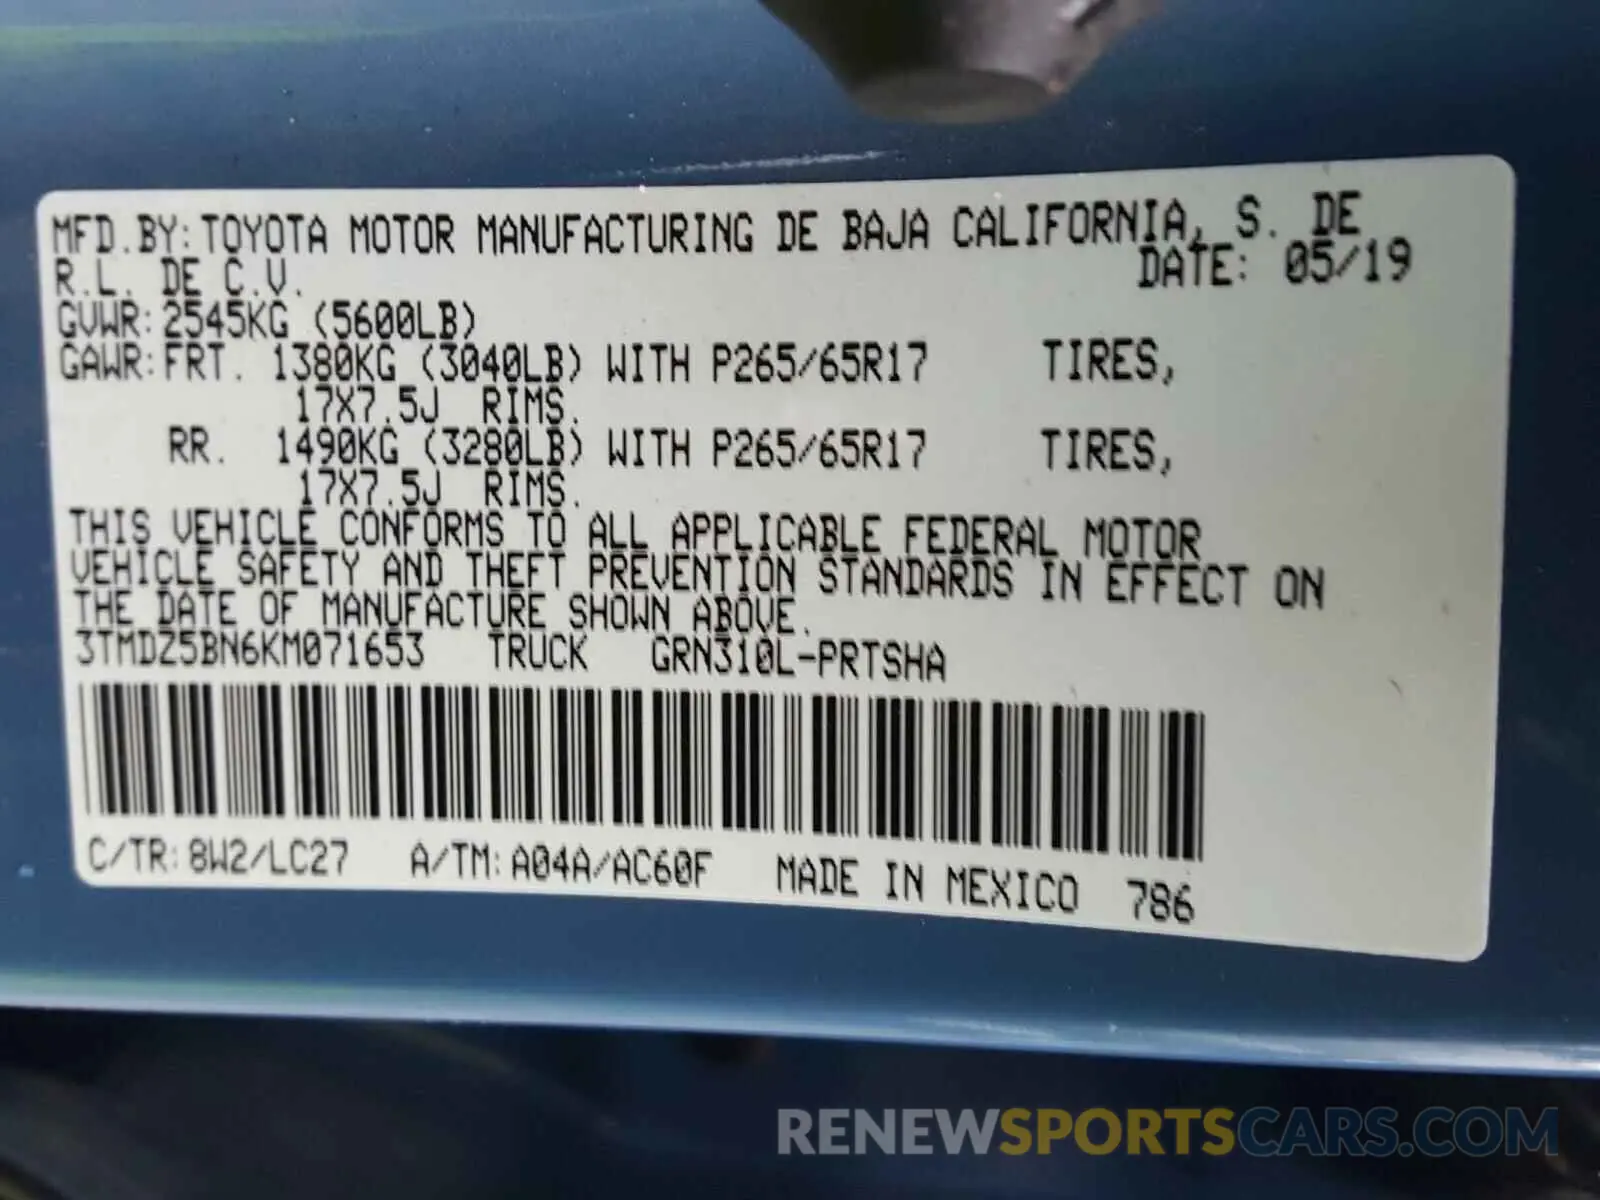 MFD.BY:TOYOTA MOTOR MANUFACTURING DE BAJA CALIFORNIA, S. DE
R.L. DE C.V. DATE: 05/19
GVWR:2545KG (5600LB)
GAWR:FRT. 1380KG (3040LB) WITH P265/65R17 TIRES,
17X7.5J RIMS.
RR. 1490KG (3280LB) WITH P265/65R17 TIRES,
17X7.5J RIMS.
THIS VEHICLE CONFORMS TO ALL APPLICABLE FEDERAL MOTOR
VEHICLE SAFETY AND THEFT PREVENTION STANDARDS IN EFFECT ON
THE DATE OF MANUFACTURE SHOWN ABOVE.
3TMDZ5BN6KM071653 TRUCK GRN310L-PRTSHA
C/TR:8W2/LC27 A/TM:A04A/AC60F MADE IN MEXICO 786
RENEWSPORTSCARS.COM